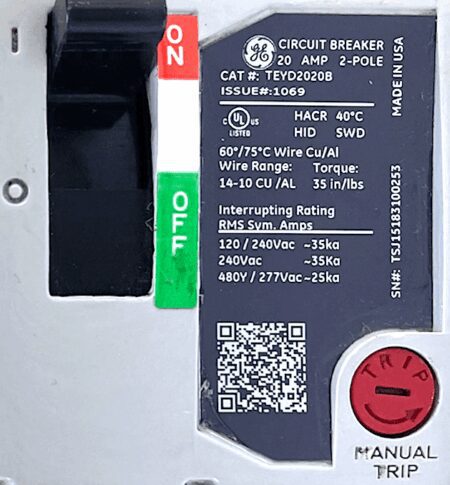 I
O
ON
OFF
GE
CIRCUIT BREAKER
20 AMP 2-POLE
CAT #: TEYD2020B
ISSUE#:1069
C UL US
LISTED
HACR 40°C
HID SWD
60°/75°C Wire Cu/Al
Wire Range: Torque:
14-10 CU /AL 35 in/lbs
Interrupting Rating
RMS Sym. Amps
120 / 240Vac ~35ka
240Vac ~35Ka
480Y / 277Vac ~25ka
MADE IN USA
SN#: TSJ15183100253
TRIP
MANUAL
TRIP